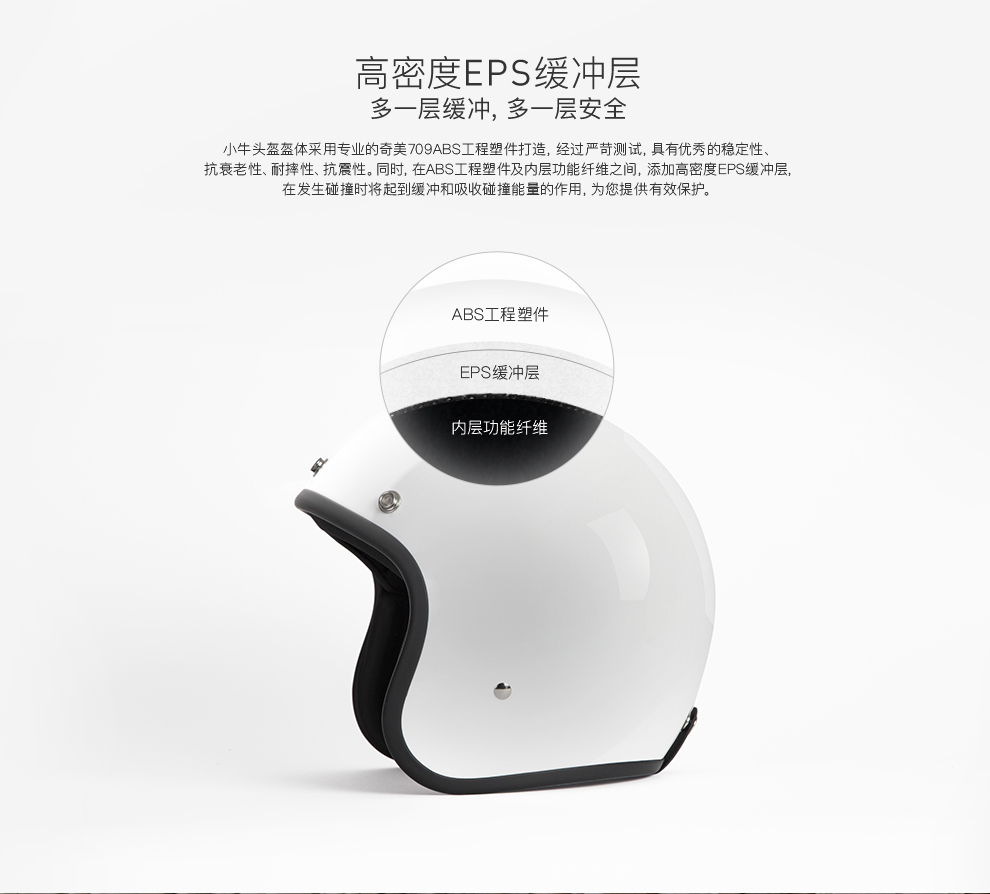 高密度EPS缓冲层
多一层缓冲, 多一层安全
小牛头盔盔体采用专业的奇美709ABS工程塑件打造, 经过严苛测试, 具有优秀的稳定性、
抗衰老性、耐摔性、抗震性。同时, 在ABS工程塑件及内层功能纤维之间, 添加高密度EPS缓冲层,
在发生碰撞时将起到缓冲和吸收碰撞能量的作用, 为您提供有效保护。
ABS工程塑件
EPS缓冲层
内层功能纤维